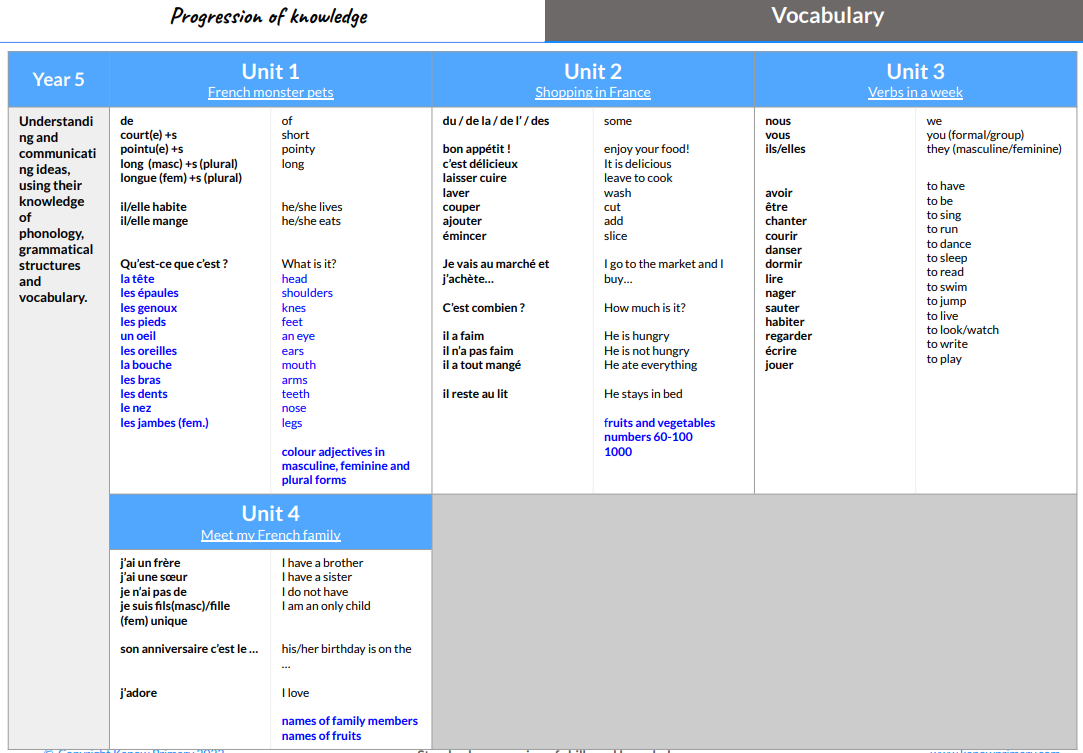 Progression of knowledge
Vocabulary
Year 5
Unit 1
French monster pets
Unit 2
Shopping in France
Unit 3
Verbs in a week
Understandi
ng and
communicati
ng ideas,
using their
knowledge
of
phonology,
grammatical
structures
and
vocabulary.
de of
court(e) +s short
pointu(e) +s pointy
long (masc) +s (plural) long
longue (fem) +s (plural)
il/elle habite he/she lives
il/elle mange he/she eats
Qu'est-ce que c'est ? What is it?
la tête head
les épaules shoulders
les genoux knes
les pieds feet
un oeil an eye
les oreilles ears
la bouche mouth
les bras arms
les dents teeth
le nez nose
les jambes (fem.) legs
colour adjectives in
masculine, feminine and
plural forms
du / de la / de l' / des some
bon appétit ! enjoy your food!
c'est délicieux It is delicious
laisser cuire leave to cook
laver wash
couper cut
ajouter add
émincer slice
Je vais au marché et I go to the market and I
j'achète... buy...
C'est combien ? How much is it?
il a faim He is hungry
il n'a pas faim He is not hungry
il a tout mangé He ate everything
il reste au lit He stays in bed
fruits and vegetables
numbers 60-100
1000
nous we
vous you (formal/group)
ils/elles they (masculine/feminine)
avoir to have
être to be
chanter to sing
courir to run
danser to dance
dormir to sleep
lire to read
nager to swim
sauter to jump
habiter to live
regarder to look/watch
écrire to write
jouer to play
Unit 4
Meet my French family
j'ai un frère I have a brother
j'ai une sœur I have a sister
je n'ai pas de I do not have
je suis fils(masc)/fille I am an only child
(fem) unique
son anniversaire c'est le ... his/her birthday is on the
...
j'adore I love
names of family members
names of fruits